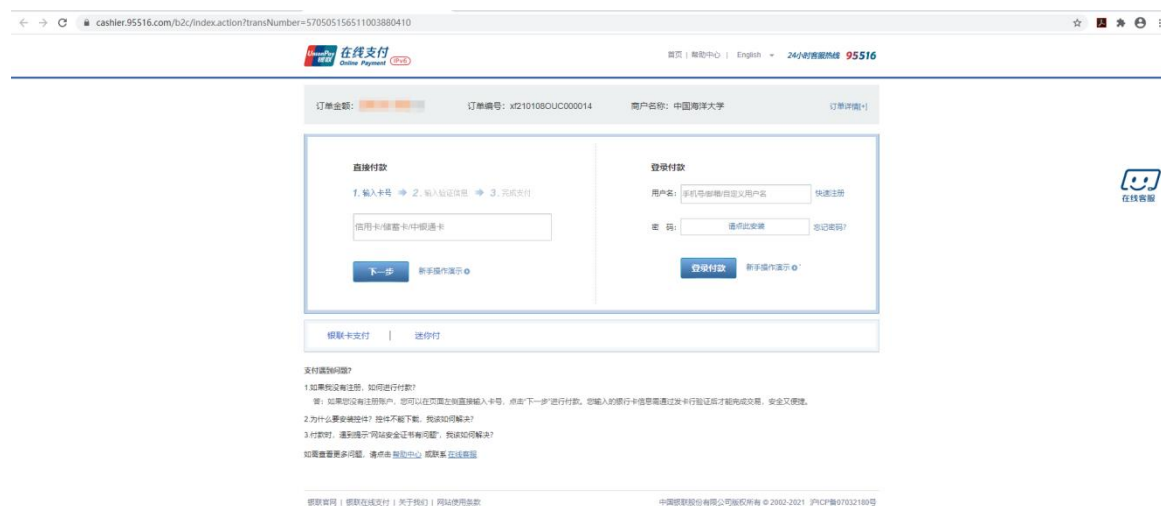 cashier.95516.com/b2c/index.action?transNumber=570505156511003880410
UnionPay 银联 在线支付 Online Payment IPv6
首页 | 帮助中心 | English 24小时客服热线 95516
订单金额： 订单编号：xf210108OUC000014 商户名称：中国海洋大学 订单详情[+]
直接付款
1. 输入卡号 2. 输入验证信息 3. 完成支付
信用卡/储蓄卡/中银通卡
下一步 新手操作演示
登录付款
用户名： 手机号/邮箱/自定义用户名 快速注册
密 码： 请点此安装 忘记密码?
登录付款 新手操作演示
在线客服
银联卡支付 | 迷你付
支付遇到问题?
1.如果我没有注册，如何进行付款?
答：如果您没有注册账户，您可以在页面左侧直接输入卡号，点击“下一步”进行付款。您输入的银行卡信息需通过发卡行验证后才能完成交易，安全又便捷。
2.为什么要安装控件? 控件不能下载，我该如何解决?
3.付款时，遇到提示“网站安全证书有问题”，我该如何解决?
如需查看更多问题，请点击 帮助中心 或联系 在线客服
银联官网 | 银联在线支付 | 关于我们 | 网站使用条款
中国银联股份有限公司版权所有 © 2002-2021 沪ICP备07032180号